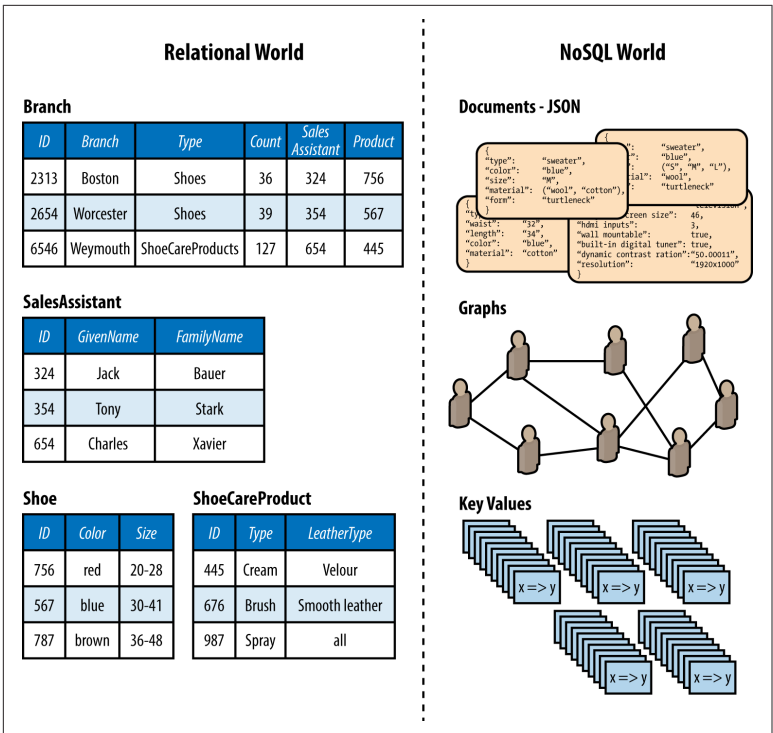 Relational World
Branch
ID Branch Type Count Sales Assistant Product
2313 Boston Shoes 36 324 756
2654 Worcester Shoes 39 354 567
6546 Weymouth ShoeCareProducts 127 654 445
SalesAssistant
ID GivenName FamilyName
324 Jack Bauer
354 Tony Stark
654 Charles Xavier
Shoe
ID Color Size
756 red 20-28
567 blue 30-41
787 brown 36-48
ShoeCareProduct
ID Type LeatherType
445 Cream Velour
676 Brush Smooth leather
987 Spray all
NoSQL World
Documents - JSON
{
“type”: “sweater”,
“color”: “blue”,
“size”: “M”,
“material”: (“wool”, “cotton”),
“form”: “turtleneck”
}
{
”: “sweater”,
”: “blue”,
”: (“S”, “M”, “L”),
rial”: “wool”,
“turtleneck”
{
“ty
“waist”: “32”,
“length”: “34”,
“color”: “blue”,
“material”: “cotton”
}
reen size”: 46,
“hdmi inputs”: 3,
“wall mountable”: true,
“built-in digital tuner”: true,
“dynamic contrast ration”:“50.00011”,
“resolution”: “1920x1000”
}
Graphs
Key Values
x => y
x => y
x => y
x => y
x => y